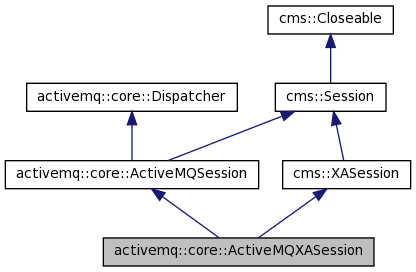 cms::Closeable
activemq::core::Dispatcher
cms::Session
activemq::core::ActiveMQSession
cms::XASession
activemq::core::ActiveMQXASession